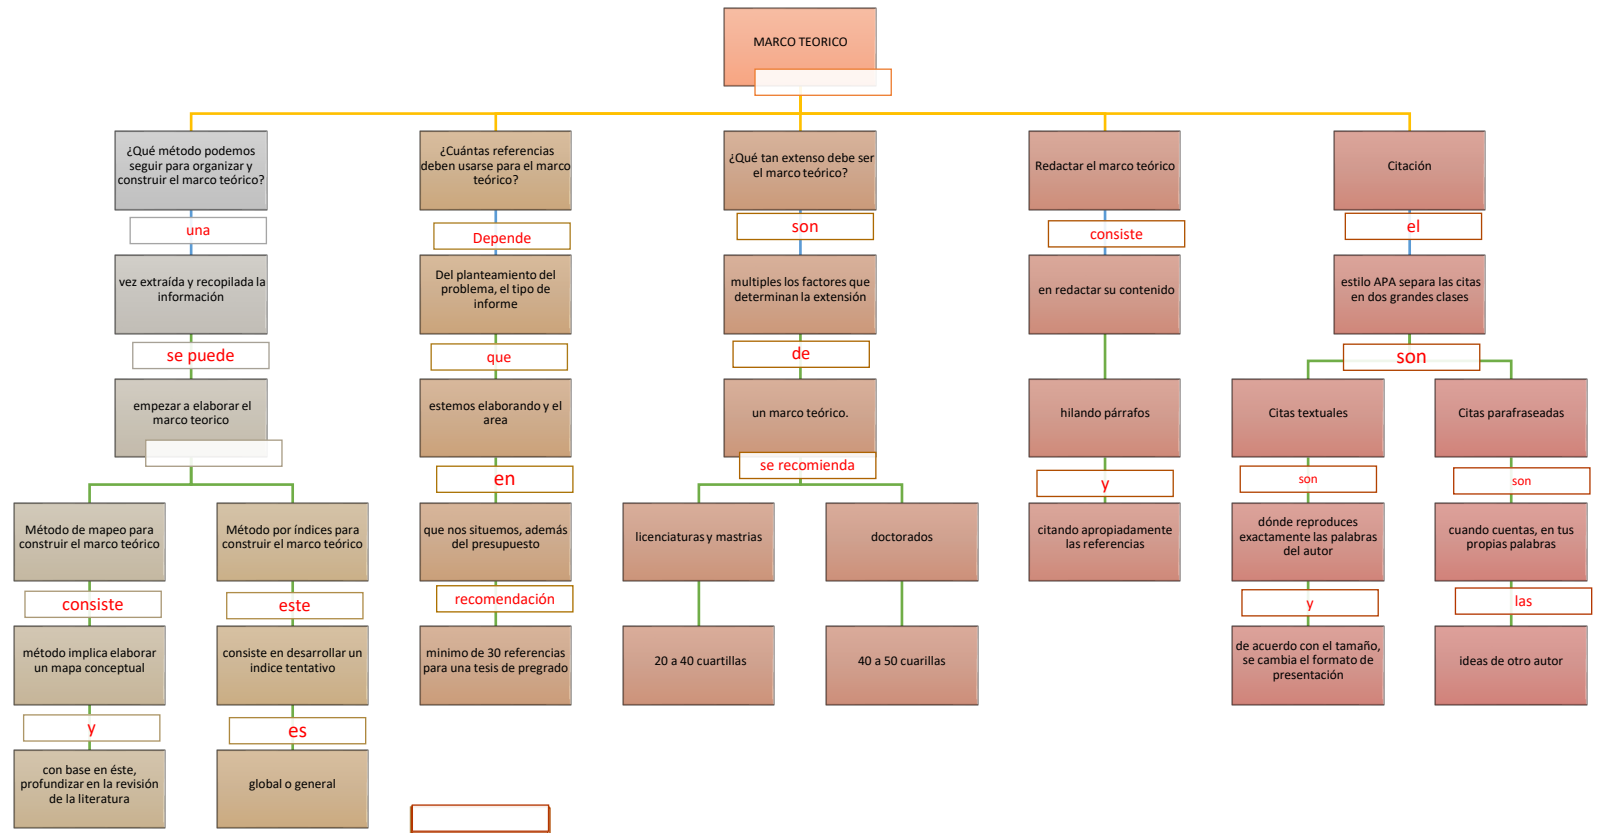 MARCO TEORICO
¿Qué método podemos
seguir para organizar y
construir el marco teórico?
una
vez extraída y recopilada la
información
se puede
empezar a elaborar el
marco teorico
Método de mapeo para
construir el marco teórico
consiste
método implica elaborar
un mapa conceptual
y
con base en éste,
profundizar en la revisión
de la literatura
Método por índices para
construir el marco teórico
este
consiste en desarrollar un
indice tentativo
es
global o general
¿Cuántas referencias
deben usarse para el marco
teórico?
Depende
Del planteamiento del
problema, el tipo de
informe
que
estemos elaborando y el
area
en
que nos situemos, además
del presupuesto
recomendación
minimo de 30 referencias
para una tesis de pregrado
¿Qué tan extenso debe ser
el marco teórico?
son
multiples los factores que
determinan la extensión
de
un marco teórico.
se recomienda
licenciaturas y mastrias
20 a 40 cuartillas
doctorados
40 a 50 cuarillas
Redactar el marco teórico
consiste
en redactar su contenido
hilando párrafos
y
citando apropiadamente
las referencias
Citación
el
estilo APA separa las citas
en dos grandes clases
son
Citas textuales
son
dónde reproduces
exactamente las palabras
del autor
y
de acuerdo con el tamaño,
se cambia el formato de
presentación
Citas parafraseadas
son
cuando cuentas, en tus
propias palabras
las
ideas de otro autor